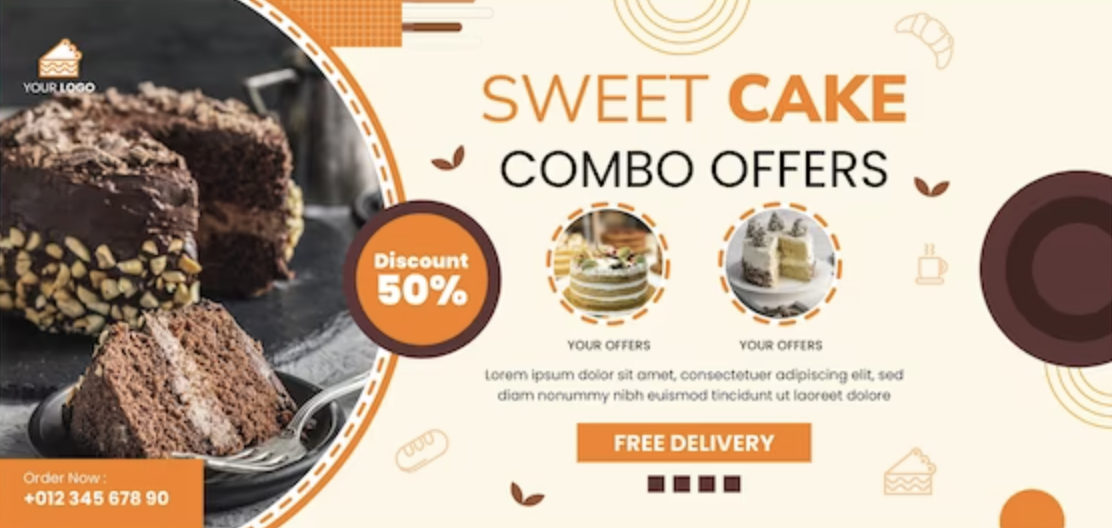 YOUR LOGO
SWEET CAKE
COMBO OFFERS
Discount
50%
YOUR OFFERS
YOUR OFFERS
Lorem ipsum dolor sit amet, consectetuer adipiscing elit, sed
diam nonummy nibh euismod tincidunt ut laoreet dolore
FREE DELIVERY
Order Now :
+012 345 678 90